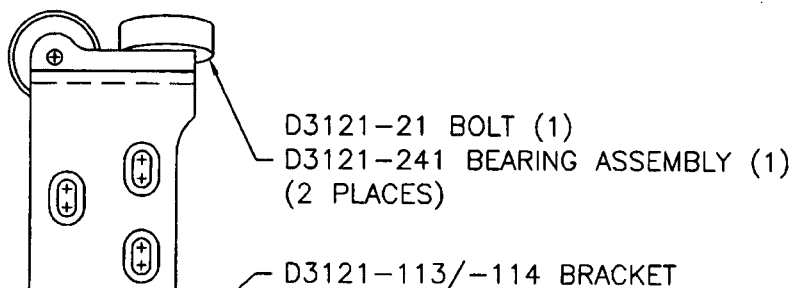 D3121-21 BOLT (1)
D3121-241 BEARING ASSEMBLY (1)
(2 PLACES)
D3121-113/-114 BRACKET